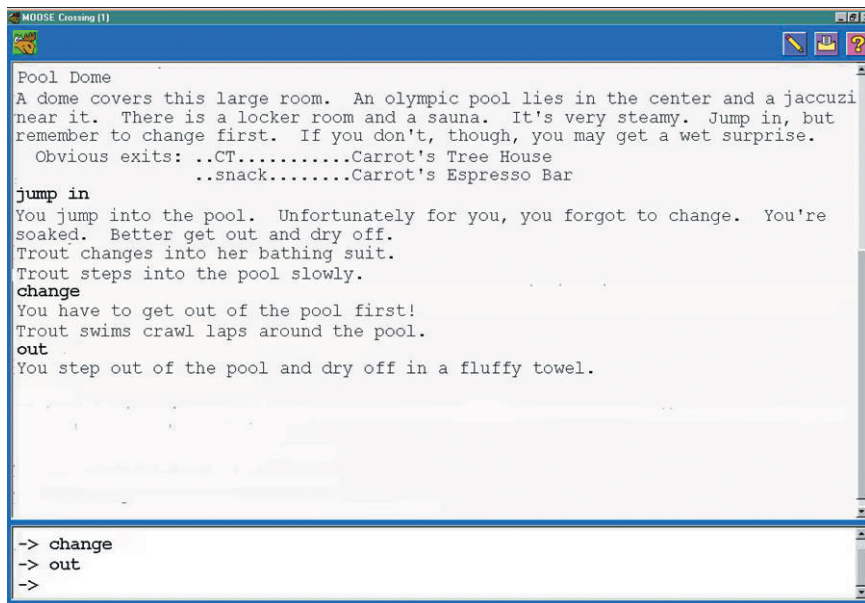 MOOSE Crossing (1)
Pool Dome
A dome covers this large room.  An olympic pool lies in the center and a jaccuzi
near it.  There is a locker room and a sauna.  It's very steamy.  Jump in, but
remember to change first.  If you don't, though, you may get a wet surprise.
Obvious exits: ..CT...........Carrot's Tree House
..snack........Carrot's Espresso Bar
jump in
You jump into the pool.  Unfortunately for you, you forgot to change.  You're
soaked.  Better get out and dry off.
Trout changes into her bathing suit.
Trout steps into the pool slowly.
change
You have to get out of the pool first!
Trout swims crawl laps around the pool.
out
You step out of the pool and dry off in a fluffy towel.
-> change
-> out
->